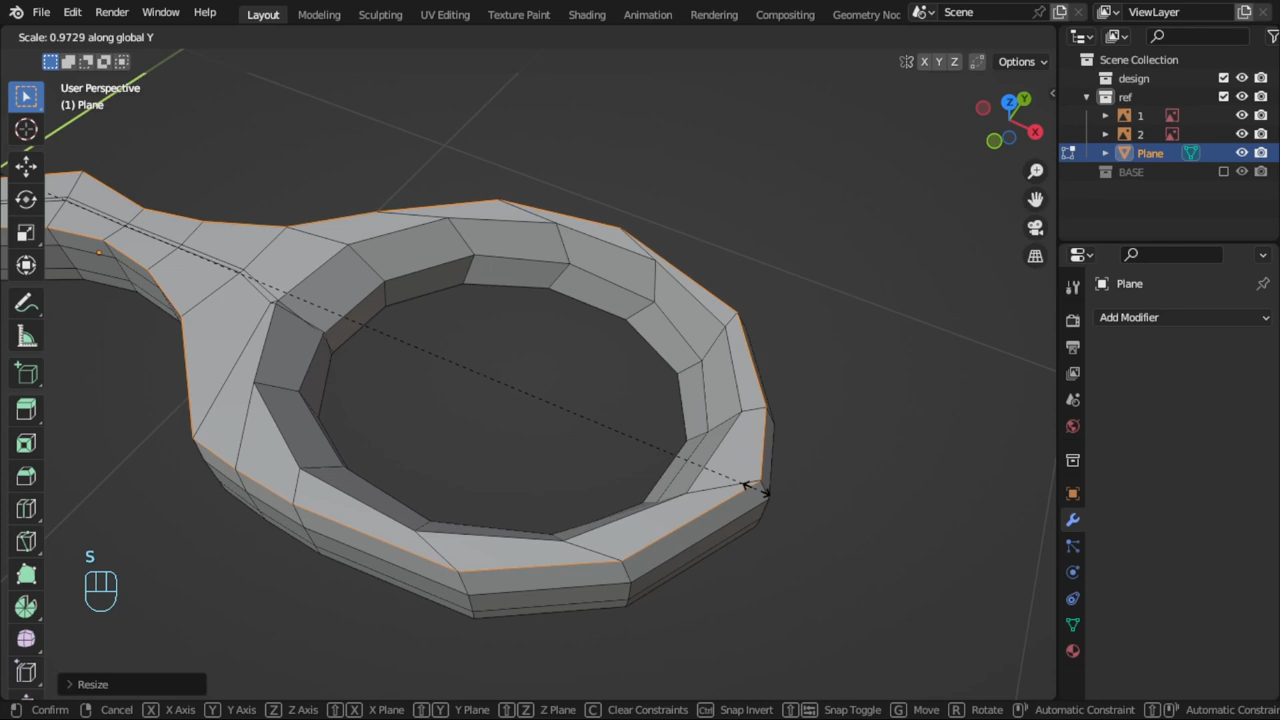 File Edit Render Window Help Layout Modeling Sculpting UV Editing Texture Paint Shading Animation Rendering Compositing Geometry Noc Scene ViewLayer
Scale: 0.9729 along global Y
X Y Z Options
User Perspective
(1) Plane
Z Y X
Scene Collection
design
ref
1
2
Plane
BASE
Plane
Add Modifier
S
Resize
Confirm Cancel X X Axis Y Y Axis Z Z Axis X X Plane Y Y Plane Z Z Plane C Clear Constraints Ctrl Snap Invert Snap Toggle G Move R Rotate Automatic Constraint Automatic Constrain